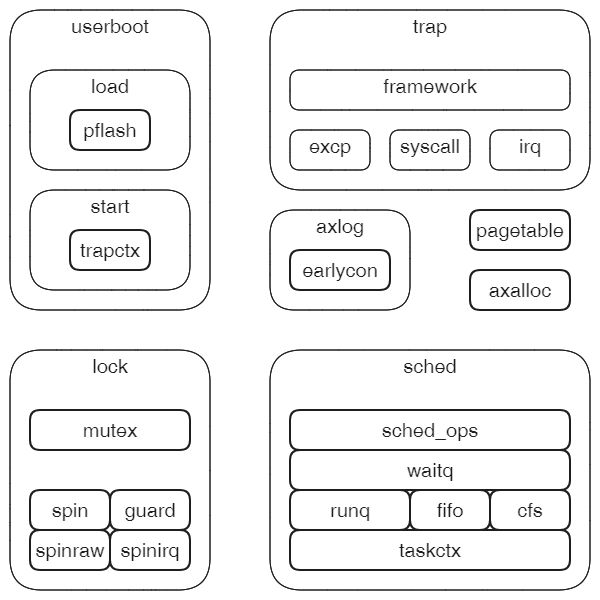 userboot
load
pflash
start
trapctx
trap
framework
excp syscall irq
axlog
earlycon
pagetable
axalloc
lock
mutex
spin guard
spinraw spinirq
sched
sched_ops
waitq
runq fifo cfs
taskctx